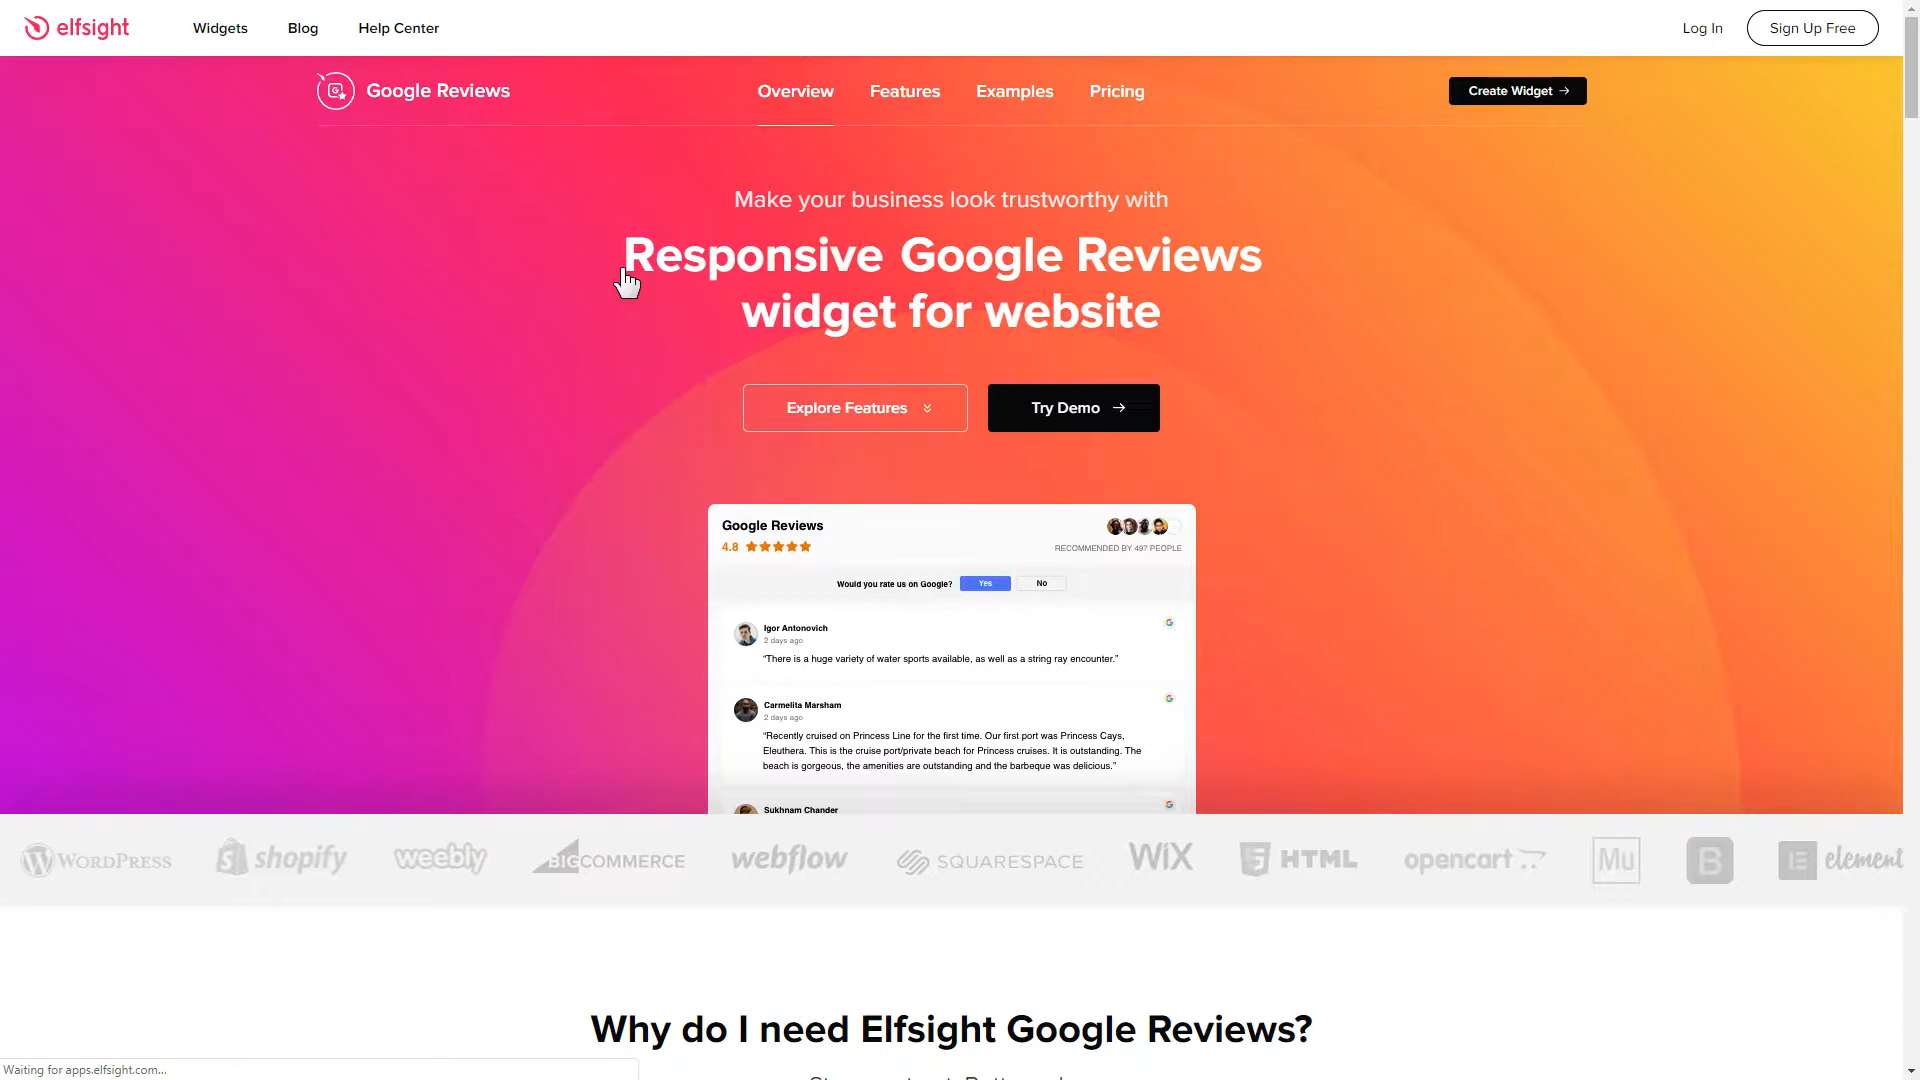 elfsight
Widgets
Blog
Help Center
Log In
Sign Up Free
Google Reviews
Overview
Features
Examples
Pricing
Create Widget →
Make your business look trustworthy with
Responsive Google Reviews
widget for website
Explore Features
Try Demo →
Google Reviews
4.8
RECOMMENDED BY 497 PEOPLE
Would you rate us on Google?
Yes
No
Igor Antonovich
2 days ago
“There is a huge variety of water sports available, as well as a string ray encounter.”
Carmelita Marsham
2 days ago
“Recently cruised on Princess Line for the first time. Our first port was Princess Cays,
Eleuthera. This is the cruise port/private beach for Princess cruises. It is outstanding. The
beach is gorgeous, the amenities are outstanding and the barbeque was delicious.”
Sukhnam Chander
WORDPRESS
shopify
weebly
BIGCOMMERCE
webflow
SQUARESPACE
WiX
HTML
opencart
Mu
B
element
Why do I need Elfsight Google Reviews?
Waiting for apps.elfsight.com...